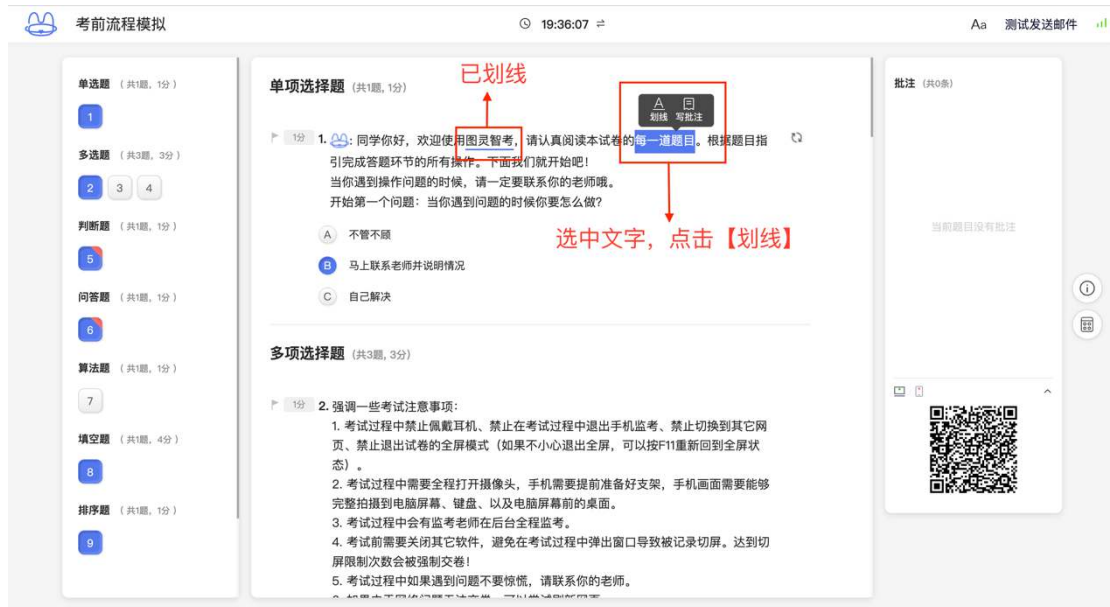 考前流程模拟
19:36:07
Aa 测试发送邮件
单选题 （共1题，1分）
1
多选题 （共3题，3分）
2 3 4
判断题 （共1题，1分）
5
问答题 （共1题，1分）
6
算法题 （共1题，1分）
7
填空题 （共1题，4分）
8
排序题 （共1题，1分）
9
单项选择题 (共1题, 1分)
已划线
A 划线 写批注
1分 1. : 同学你好，欢迎使用图灵智考，请认真阅读本试卷的每一道题目。根据题目指
引完成答题环节的所有操作。下面我们就开始吧！
当你遇到操作问题的时候，请一定要联系你的老师哦。
开始第一个问题：当你遇到问题的时候你要怎么做？
选中文字，点击【划线】
A 不管不顾
B 马上联系老师并说明情况
C 自己解决
多项选择题 (共3题, 3分)
1分 2. 强调一些考试注意事项：
1. 考试过程中禁止佩戴耳机、禁止在考试过程中退出手机监考、禁止切换到其它网
页、禁止退出试卷的全屏模式（如果不小心退出全屏，可以按F11重新回到全屏状
态）。
2. 考试过程中需要全程打开摄像头，手机需要提前准备好支架，手机画面需要能够
完整拍摄到电脑屏幕、键盘、以及电脑屏幕前的桌面。
3. 考试过程中会有监考老师在后台全程监考。
4. 考试前需要关闭其它软件，避免在考试过程中弹出窗口导致被记录切屏。达到切
屏限制次数会被强制交卷！
5. 考试过程中如果遇到问题不要惊慌，请联系你的老师。
批注 (共0条)
当前题目没有批注